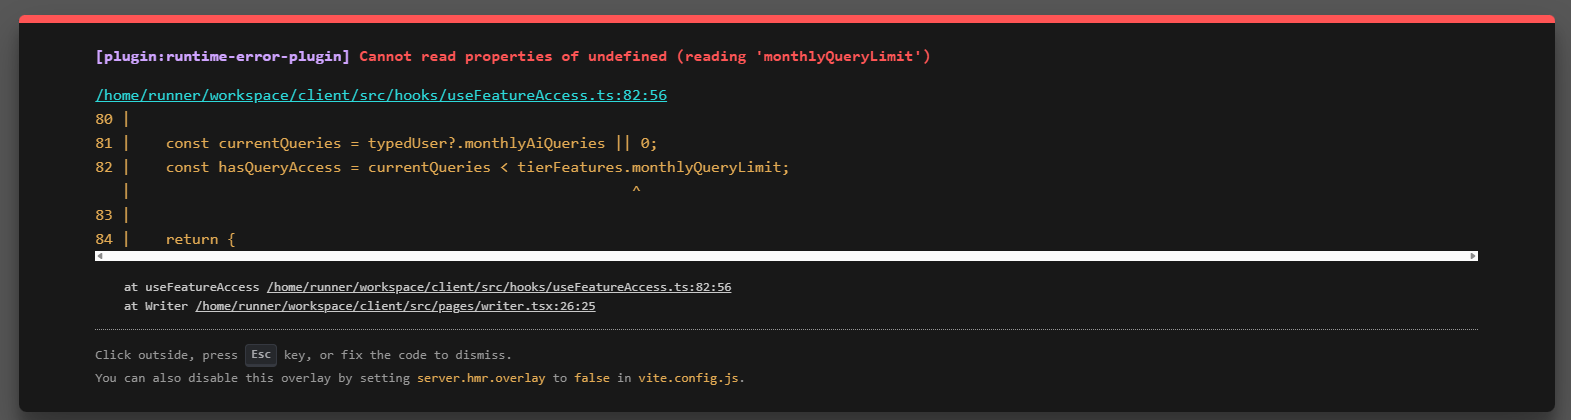 [plugin:runtime-error-plugin] Cannot read properties of undefined (reading 'monthlyQueryLimit')
/home/runner/workspace/client/src/hooks/useFeatureAccess.ts:82:56
80 |
81 |    const currentQueries = typedUser?.monthlyAiQueries || 0;
82 |    const hasQueryAccess = currentQueries < tierFeatures.monthlyQueryLimit;
   |                                                         ^
83 |
84 |    return {
at useFeatureAccess /home/runner/workspace/client/src/hooks/useFeatureAccess.ts:82:56
at Writer /home/runner/workspace/client/src/pages/writer.tsx:26:25
Click outside, press Esc key, or fix the code to dismiss.
You can also disable this overlay by setting server.hmr.overlay to false in vite.config.js.